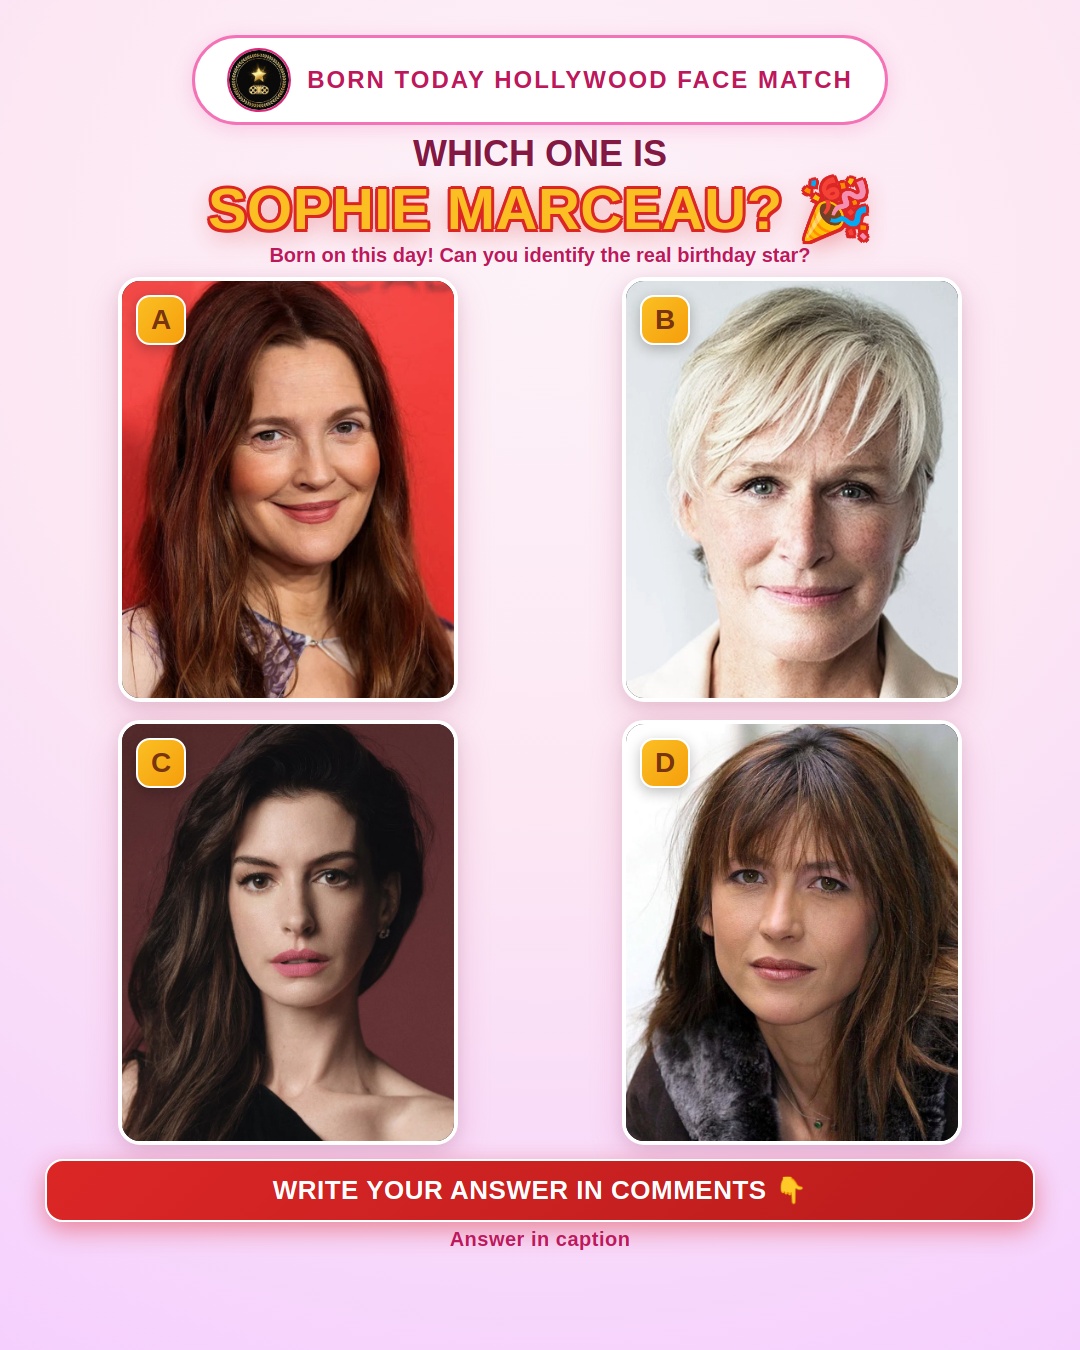 BORN TODAY HOLLYWOOD FACE MATCH
WHICH ONE IS
SOPHIE MARCEAU? 🎉
Born on this day! Can you identify the real birthday star?
A
B
C
D
WRITE YOUR ANSWER IN COMMENTS 👇
Answer in caption